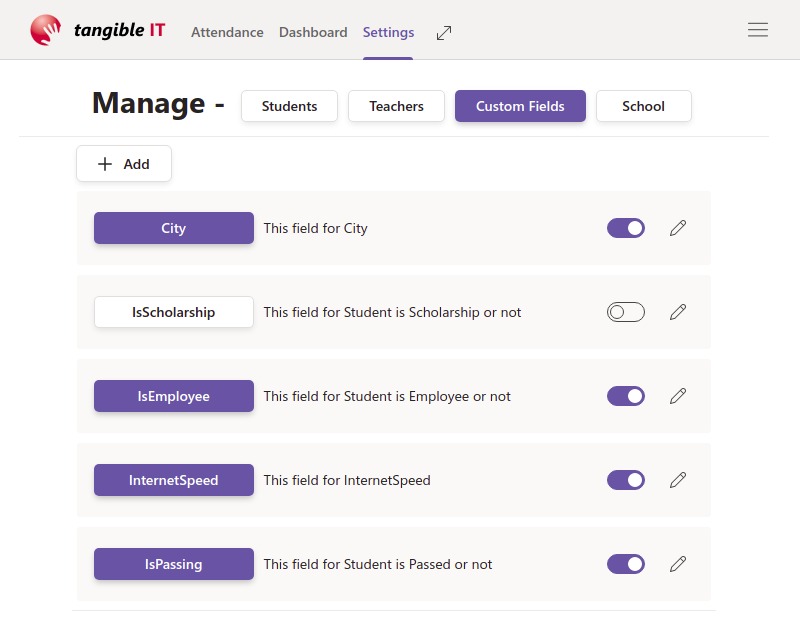 tangible IT Attendance Dashboard Settings
Manage - Students Teachers Custom Fields School
Add
City This field for City
IsScholarship This field for Student is Scholarship or not
IsEmployee This field for Student is Employee or not
InternetSpeed This field for InternetSpeed
IsPassing This field for Student is Passed or not